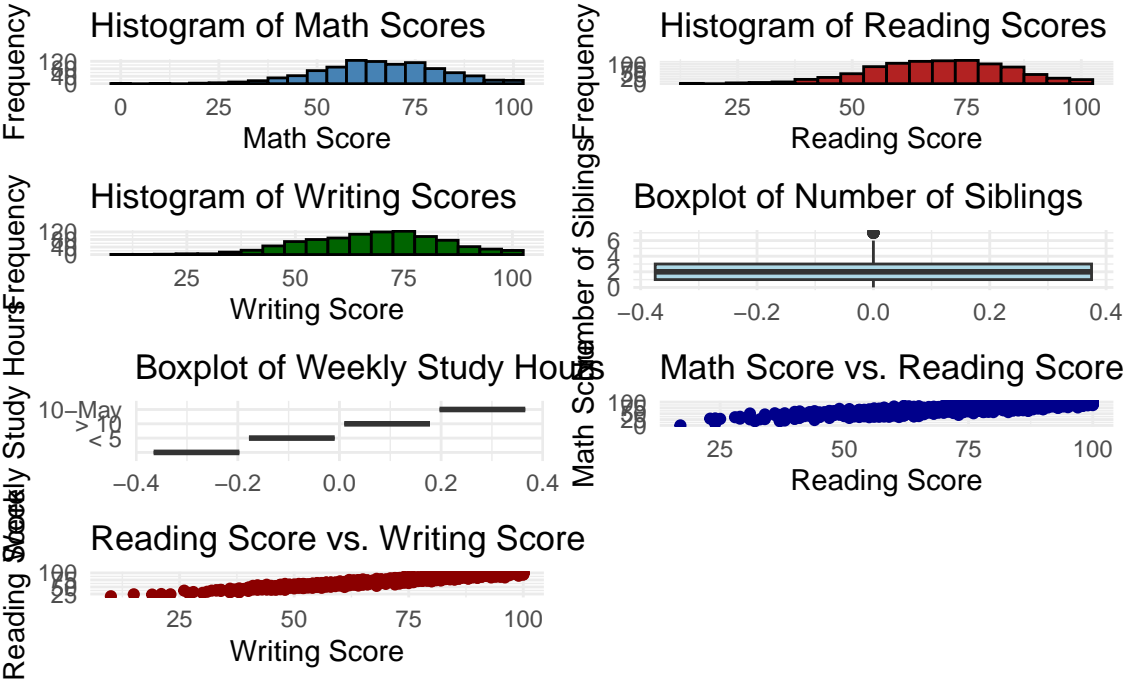 Histogram of Math Scores
Frequency
120
0
0 25 50 75 100
Math Score
Histogram of Reading Scores
Frequency
100
0
25 50 75 100
Reading Score
Histogram of Writing Scores
Frequency
120
0
25 50 75 100
Writing Score
Boxplot of Number of Siblings
Number of Siblings
6
4
2
0
−0.4 −0.2 0.0 0.2 0.4
Boxplot of Weekly Study Hours
Weekly Study Hours
10−May
> 10
< 5
−0.4 −0.2 0.0 0.2 0.4
Math Score vs. Reading Score
Math Score
100
0
25 50 75 100
Reading Score
Reading Score vs. Writing Score
Reading Score
100
25
25 50 75 100
Writing Score